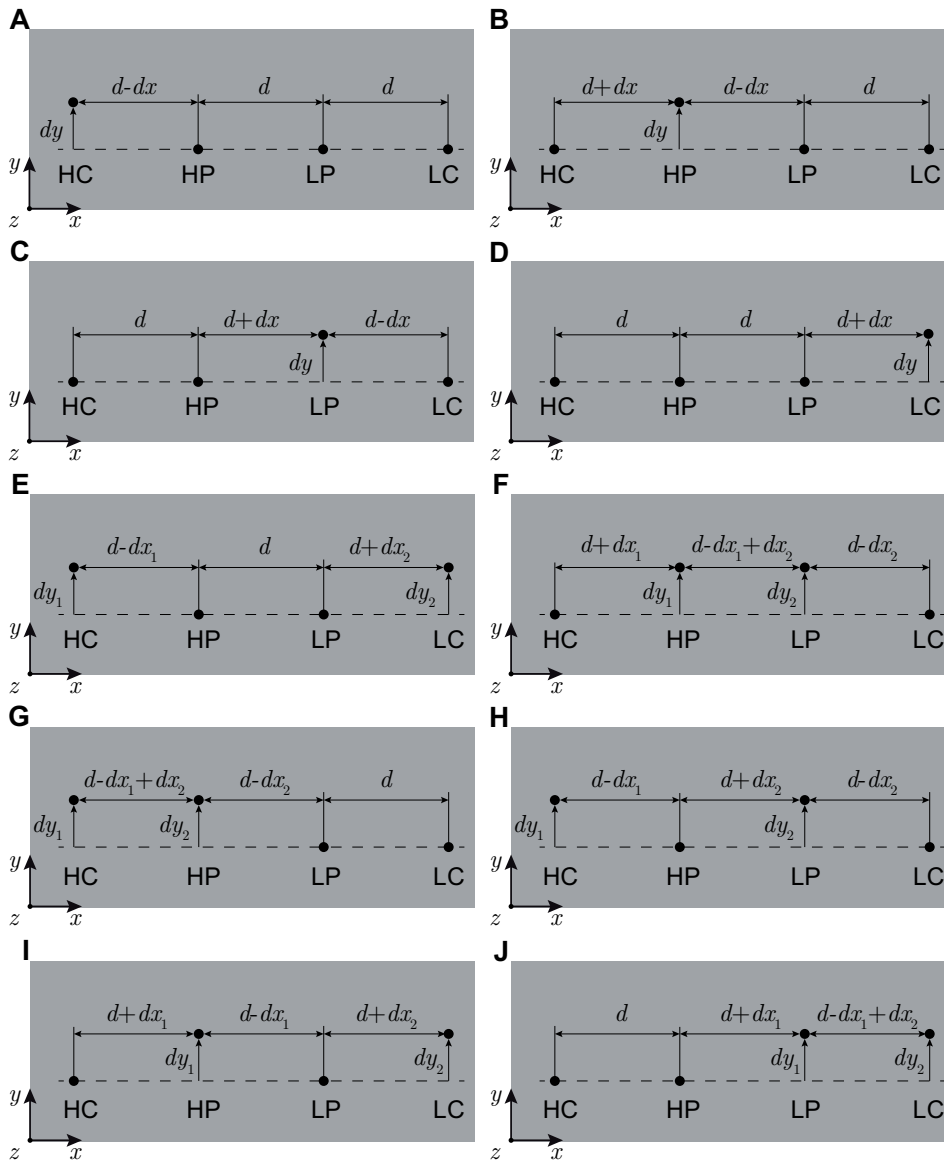 A
d-dx d d
dy
HC HP LP LC
y
z x
B
d+dx d-dx d
dy
HC HP LP LC
y
z x
C
d d+dx d-dx
dy
HC HP LP LC
y
z x
D
d d d+dx
dy
HC HP LP LC
y
z x
E
d-dx₁ d d+dx₂
dy₁ dy₂
HC HP LP LC
y
z x
F
d+dx₁ d-dx₁+dx₂ d-dx₂
dy₁ dy₂
HC HP LP LC
y
z x
G
d-dx₁+dx₂ d-dx₂ d
dy₁ dy₂
HC HP LP LC
y
z x
H
d-dx₁ d+dx₂ d-dx₂
dy₁ dy₂
HC HP LP LC
y
z x
I
d+dx₁ d-dx₁ d+dx₂
dy₁ dy₂
HC HP LP LC
y
z x
J
d d+dx₁ d-dx₁+dx₂
dy₁ dy₂
HC HP LP LC
y
z x